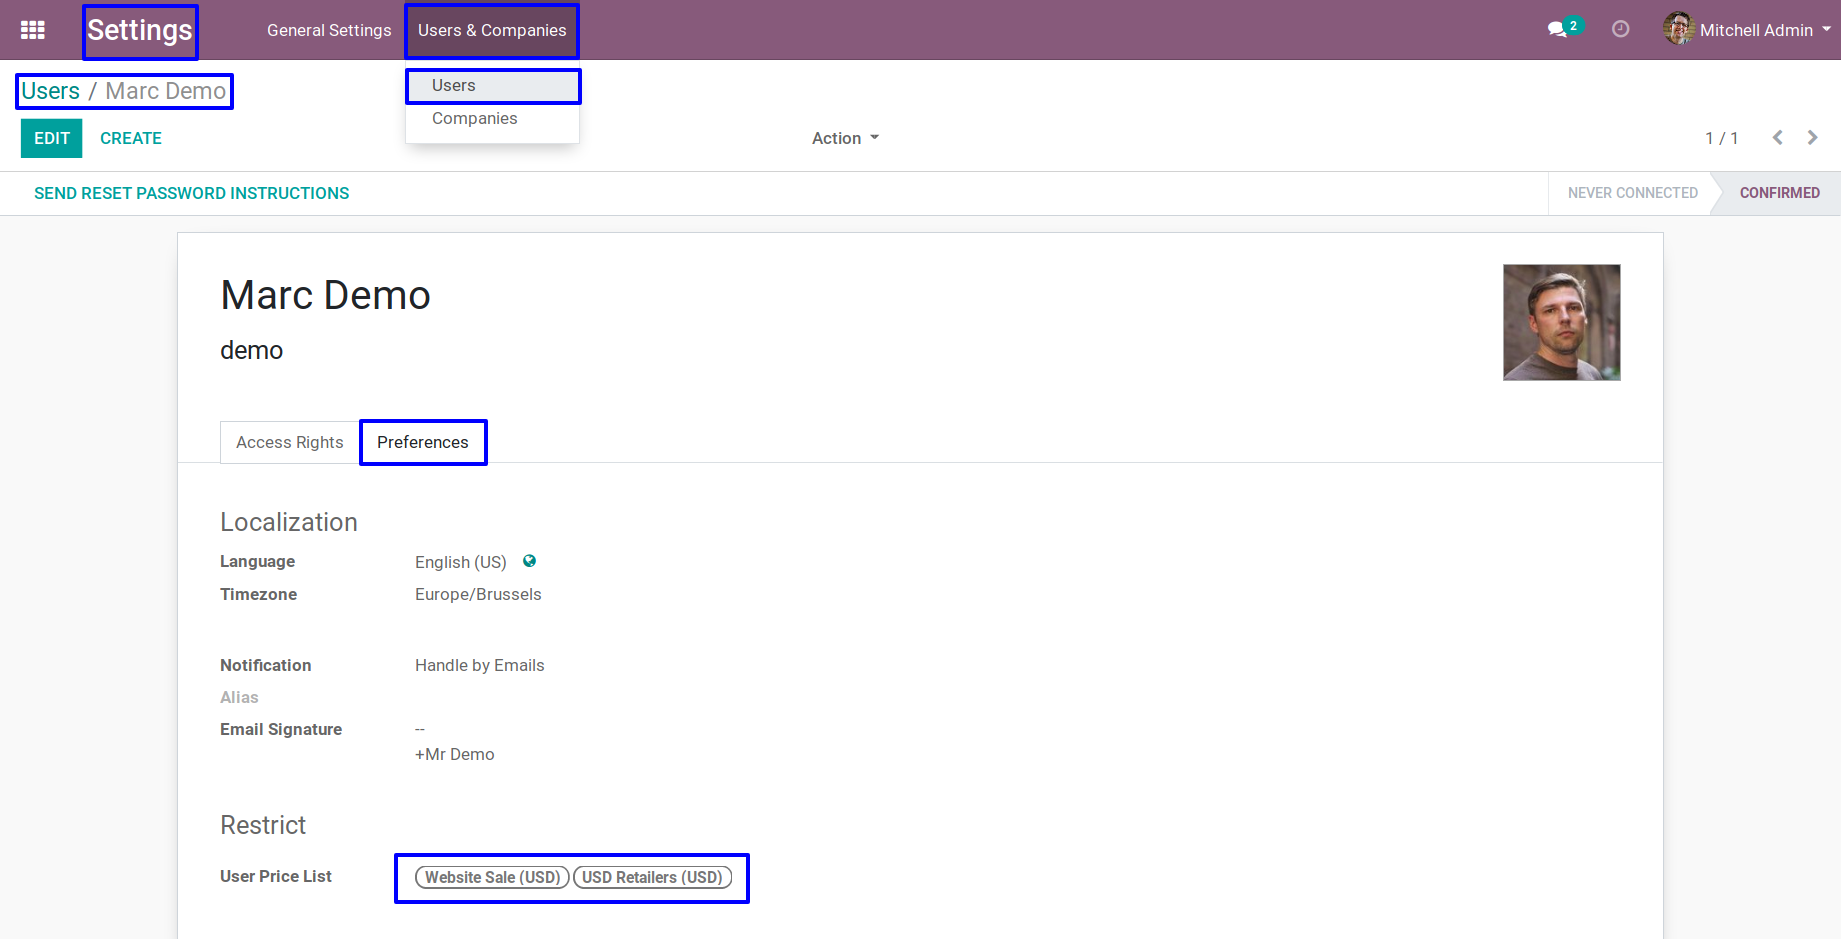 Settings General Settings Users & Companies 2 Mitchell Admin
Users / Marc Demo
Users
Companies
EDIT CREATE Action 1 / 1
SEND RESET PASSWORD INSTRUCTIONS NEVER CONNECTED CONFIRMED
Marc Demo
demo
Access Rights Preferences
Localization
Language English (US)
Timezone Europe/Brussels
Notification Handle by Emails
Alias
Email Signature --
+Mr Demo
Restrict
User Price List Website Sale (USD) USD Retailers (USD)